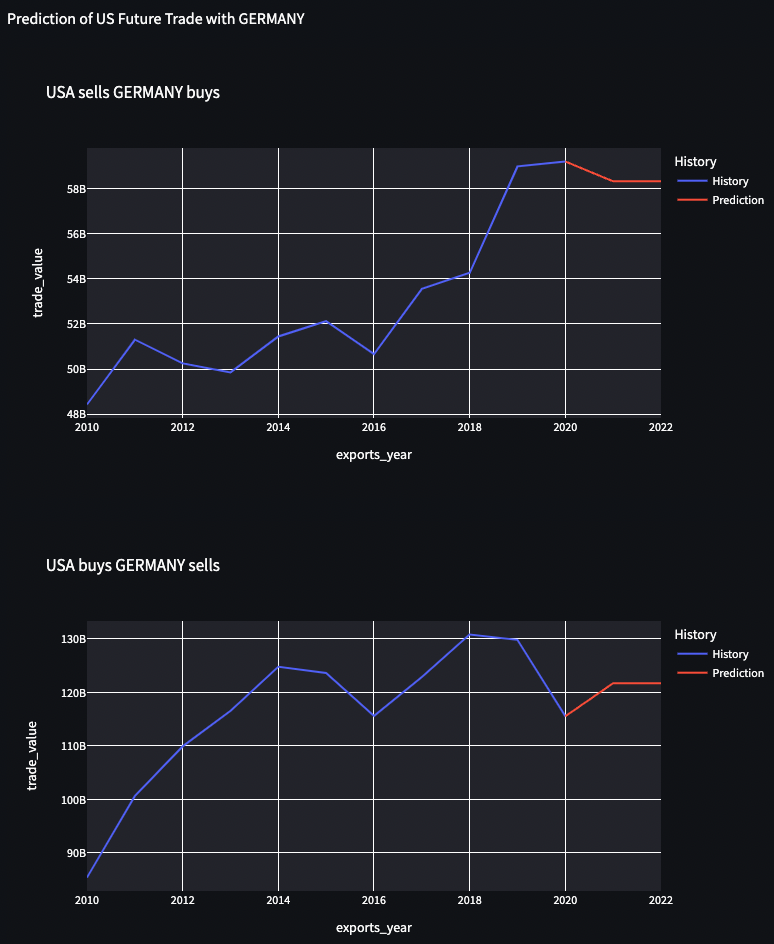 Prediction of US Future Trade with GERMANY
USA sells GERMANY buys
History
History
Prediction
58B
56B
54B
52B
50B
48B
trade_value
2010 2012 2014 2016 2018 2020 2022
exports_year
USA buys GERMANY sells
History
History
Prediction
130B
120B
110B
100B
90B
trade_value
2010 2012 2014 2016 2018 2020 2022
exports_year